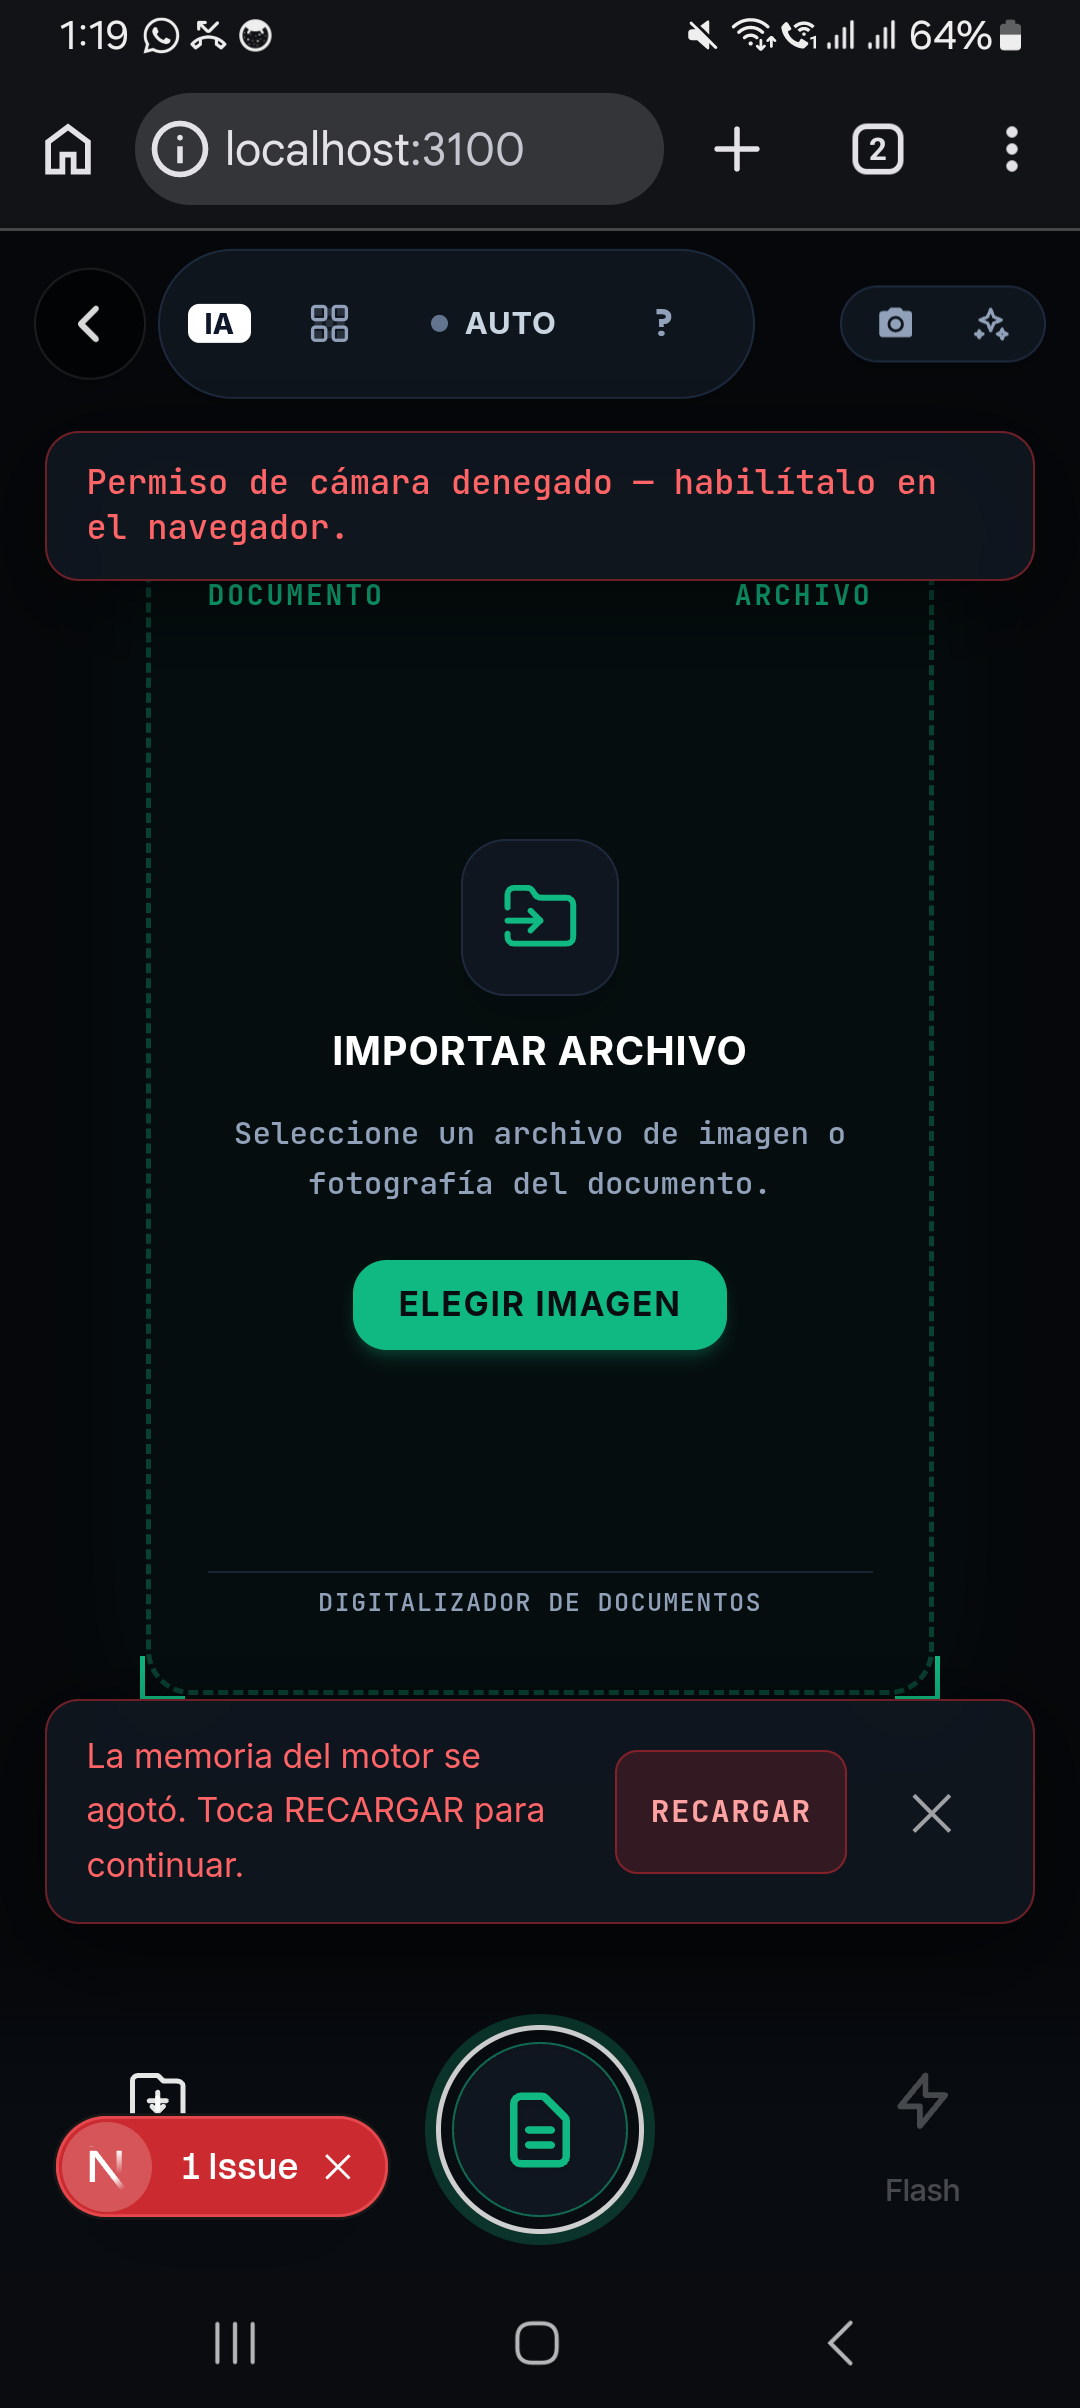 1:19
64%
localhost:3100
2
IA
AUTO
?
Permiso de cámara denegado — habilítalo en
el navegador.
DOCUMENTO
ARCHIVO
IMPORTAR ARCHIVO
Seleccione un archivo de imagen o
fotografía del documento.
ELEGIR IMAGEN
DIGITALIZADOR DE DOCUMENTOS
La memoria del motor se
agotó. Toca RECARGAR para
continuar.
RECARGAR
N
1 Issue
Flash